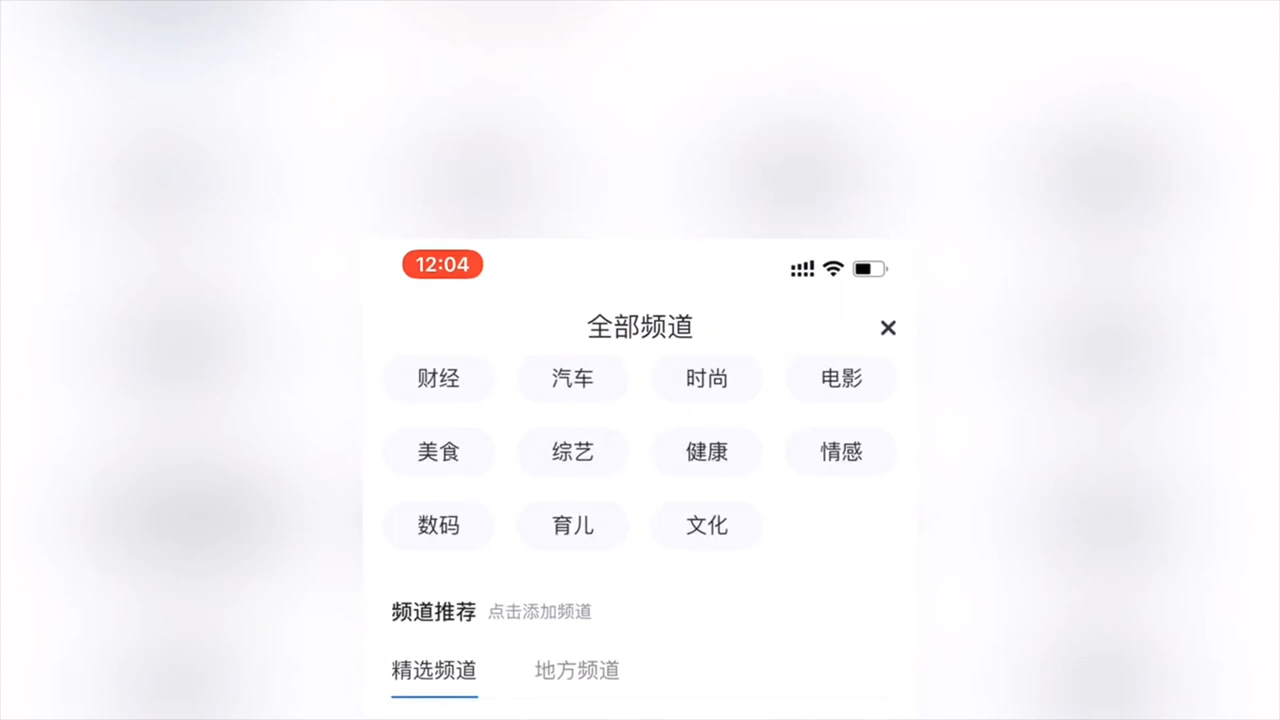 12:04
全部频道
财经 汽车 时尚 电影
美食 综艺 健康 情感
数码 育儿 文化
频道推荐 点击添加频道
精选频道 地方频道